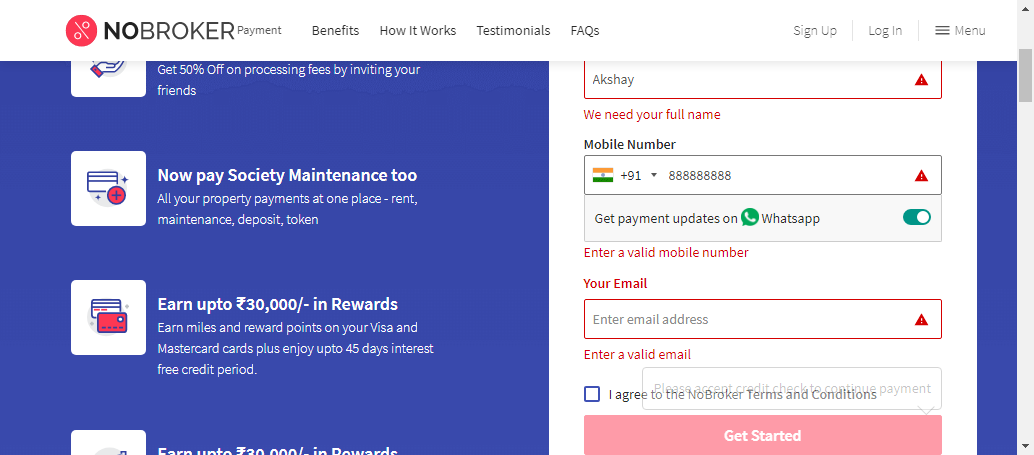 NOBROKER Payment
Benefits
How It Works
Testimonials
FAQs
Sign Up
Log In
Menu
Get 50% Off on processing fees by inviting your
friends
Now pay Society Maintenance too
All your property payments at one place - rent,
maintenance, deposit, token
Earn upto ₹30,000/- in Rewards
Earn miles and reward points on your Visa and
Mastercard cards plus enjoy upto 45 days interest
free credit period.
Earn upto ₹30,000/- in Rewards
Akshay
We need your full name
Mobile Number
+91 888888888
Get payment updates on Whatsapp
Enter a valid mobile number
Your Email
Enter email address
Enter a valid email
Please accept credit check to continue payment
I agree to the NoBroker Terms and Conditions
Get Started